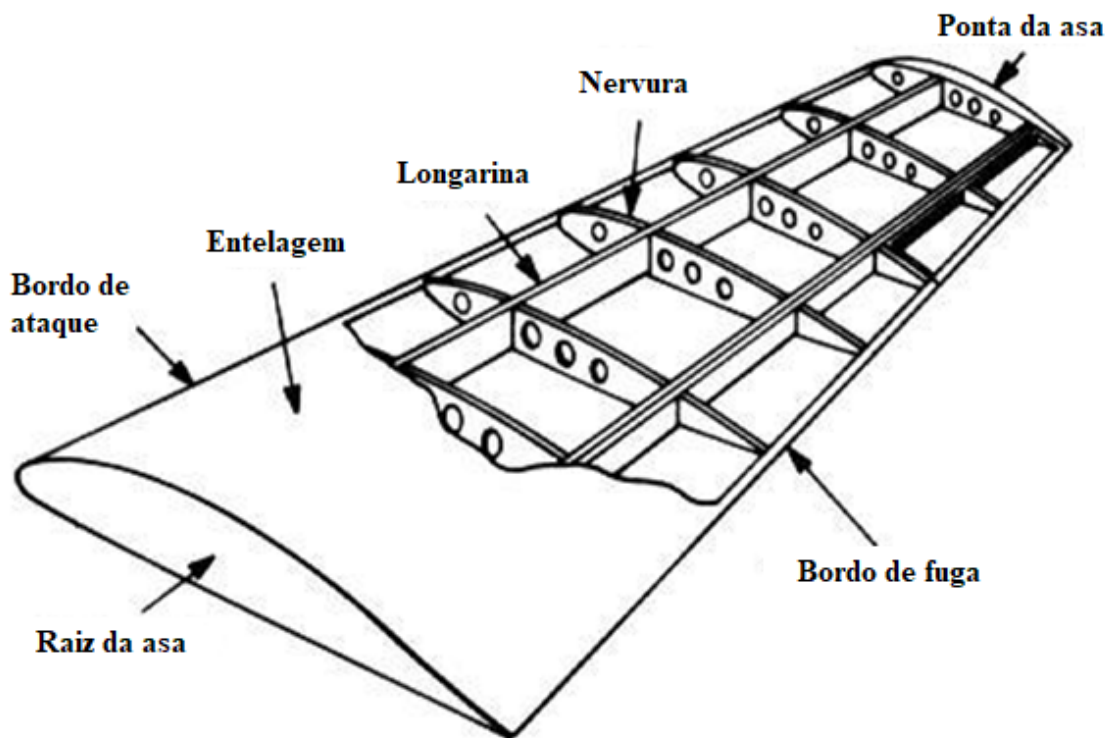 Ponta da asa
Nervura
Longarina
Entelagem
Bordo de
ataque
Bordo de fuga
Raiz da asa